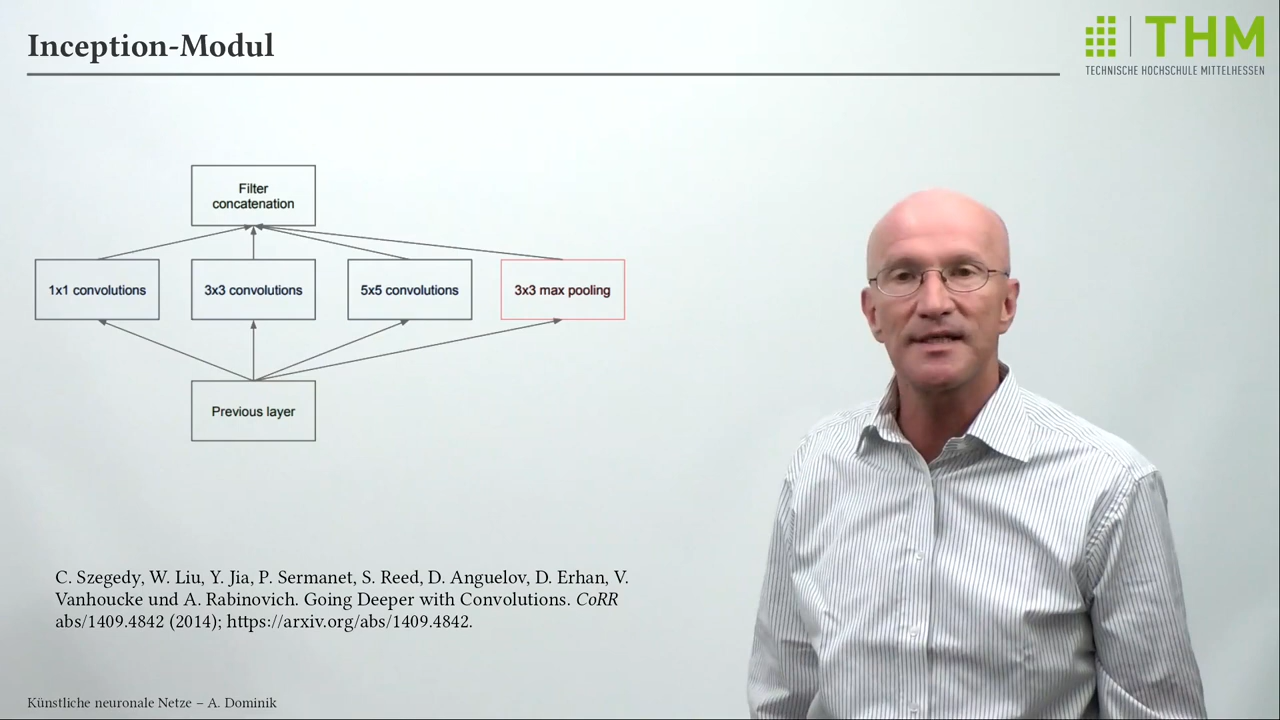 Inception-Modul
THM
TECHNISCHE HOCHSCHULE MITTELHESSEN
Filter
concatenation
1x1 convolutions
3x3 convolutions
5x5 convolutions
3x3 max pooling
Previous layer
C. Szegedy, W. Liu, Y. Jia, P. Sermanet, S. Reed, D. Anguelov, D. Erhan, V.
Vanhoucke und A. Rabinovich. Going Deeper with Convolutions. CoRR
abs/1409.4842 (2014); https://arxiv.org/abs/1409.4842.
Künstliche neuronale Netze – A. Dominik